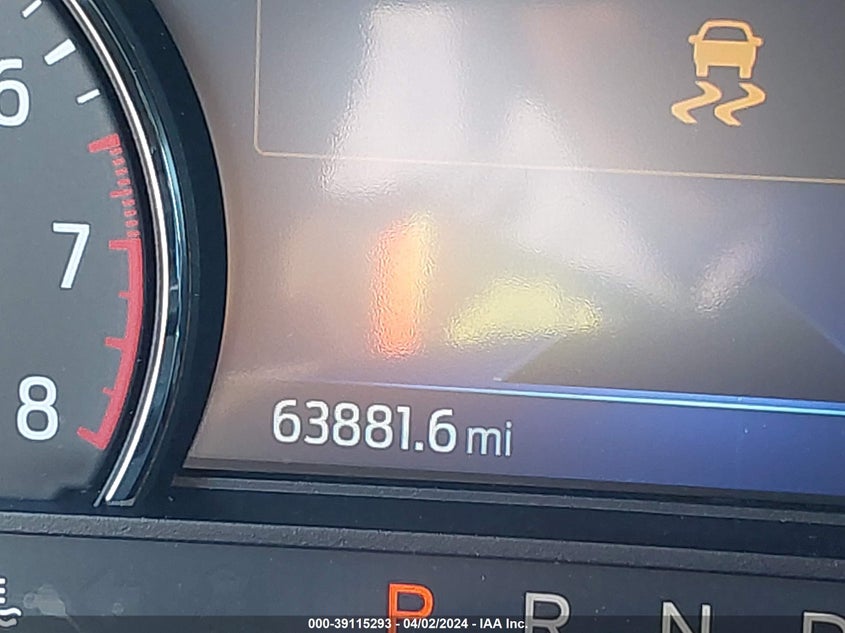 6
7
8
63881.6 mi
P R N D
000-39115293 - 04/02/2024 - IAA Inc.